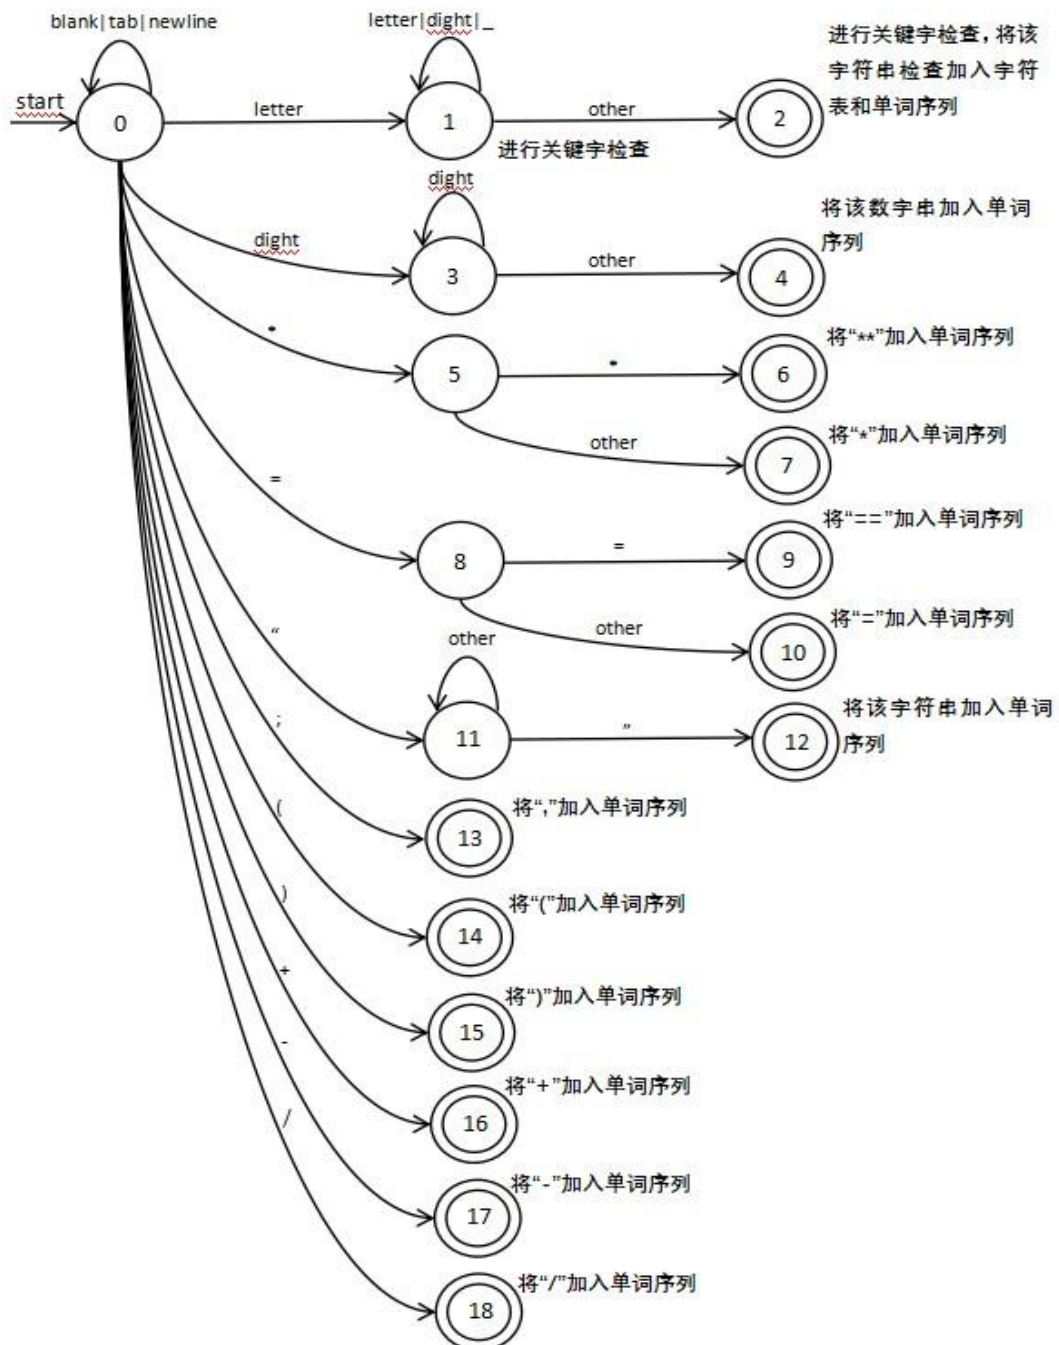 blank|tab|newline
letter|dight|_
进行关键字检查，将该
字符串检查加入字符
表和单词序列
start
0
letter
1
other
2
进行关键字检查
dight
将该数字串加入单词
序列
dight
3
other
4
*
将“**”加入单词序列
5
*
6
other
将“*”加入单词序列
7
=
将“==”加入单词序列
8
=
9
other
将“=”加入单词序列
10
“
other
11
”
将该字符串加入单词
序列
12
;
将“,”加入单词序列
13
(
将“(”加入单词序列
14
)
将“)”加入单词序列
15
+
将“+”加入单词序列
16
-
将“-”加入单词序列
17
/
将“/”加入单词序列
18